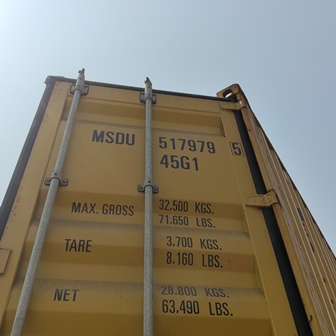 MSDU 517979 5
45G1
MAX. GROSS 32.500 KGS.
71.650 LBS.
TARE 3.700 KGS.
8.160 LBS.
NET 28.800 KGS.
63.490 LBS.